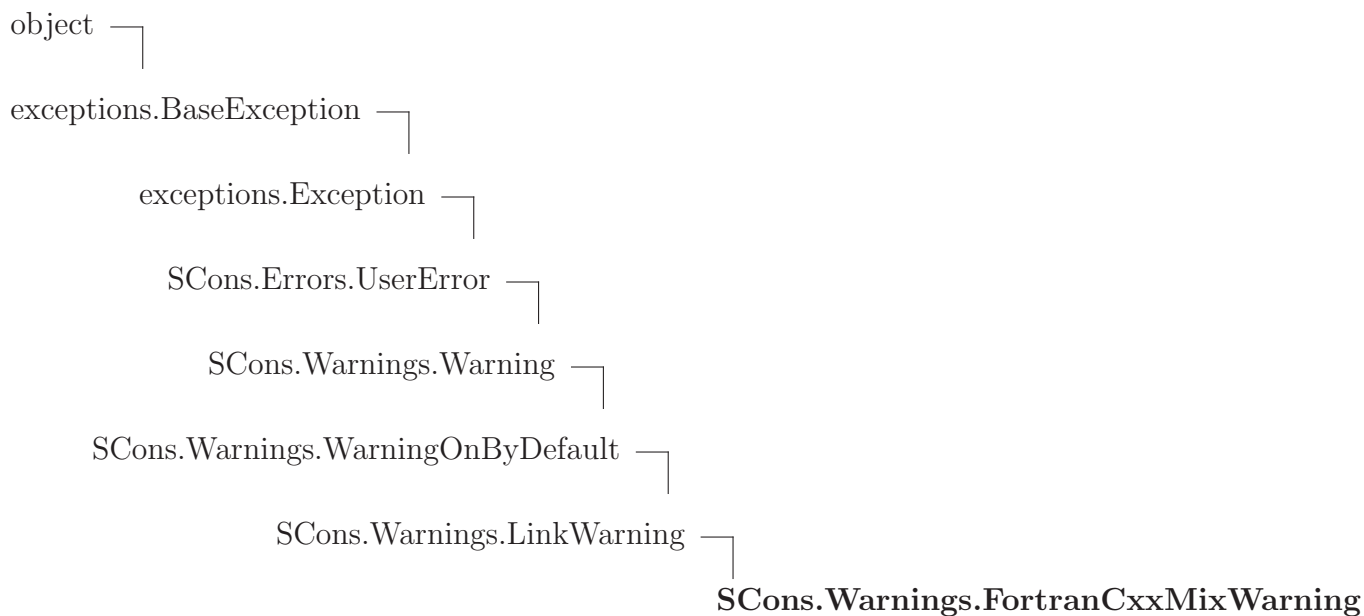 object
exceptions.BaseException
exceptions.Exception
SCons.Errors.UserError
SCons.Warnings.Warning
SCons.Warnings.WarningOnByDefault
SCons.Warnings.LinkWarning
SCons.Warnings.FortranCxxMixWarning